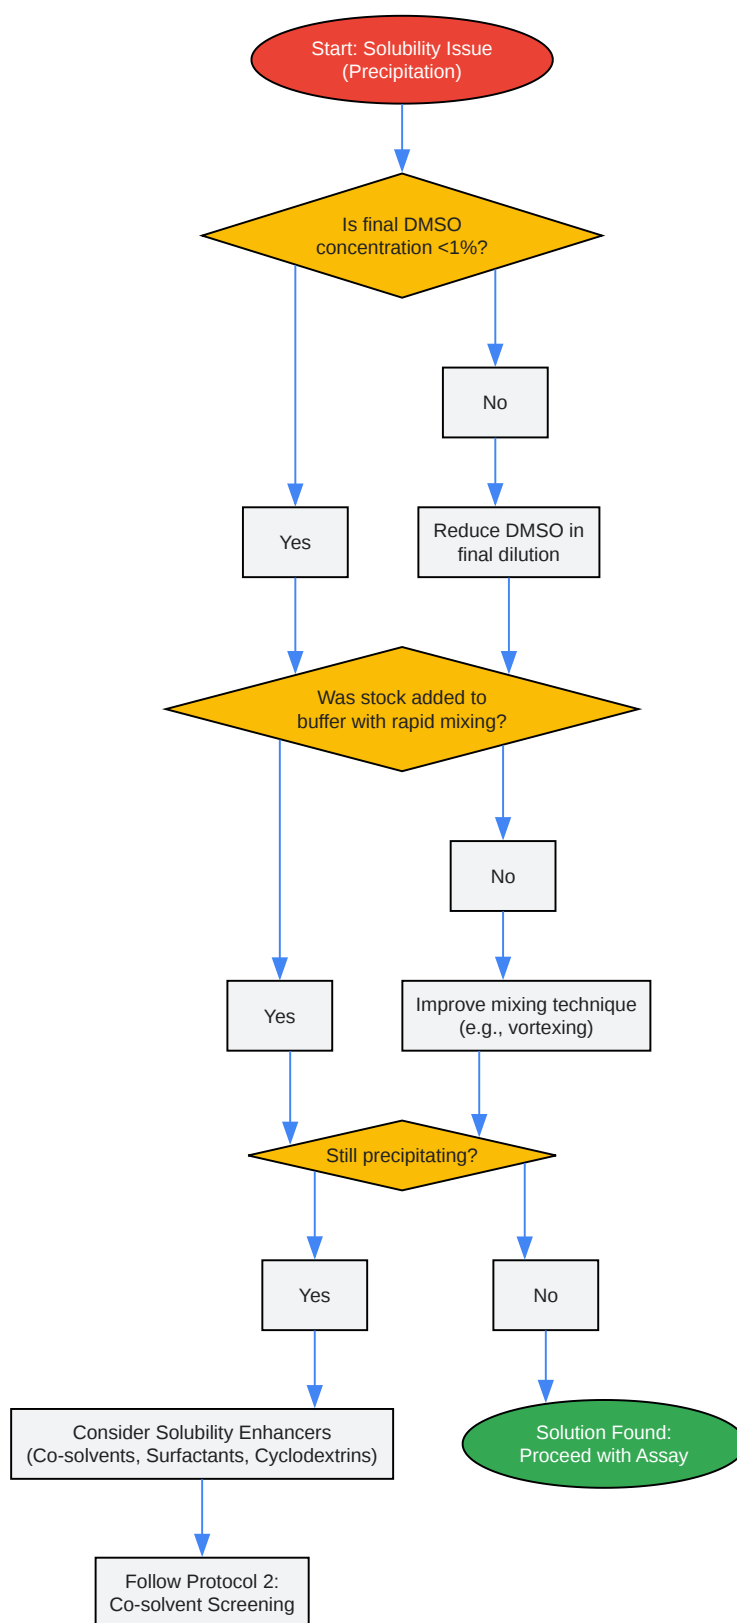 Start: Solubility Issue
(Precipitation)
Is final DMSO
concentration <1%?
No
Yes
Reduce DMSO in
final dilution
Was stock added to
buffer with rapid mixing?
No
Yes
Improve mixing technique
(e.g., vortexing)
Still precipitating?
Yes
No
Consider Solubility Enhancers
(Co-solvents, Surfactants, Cyclodextrins)
Solution Found:
Proceed with Assay
Follow Protocol 2:
Co-solvent Screening